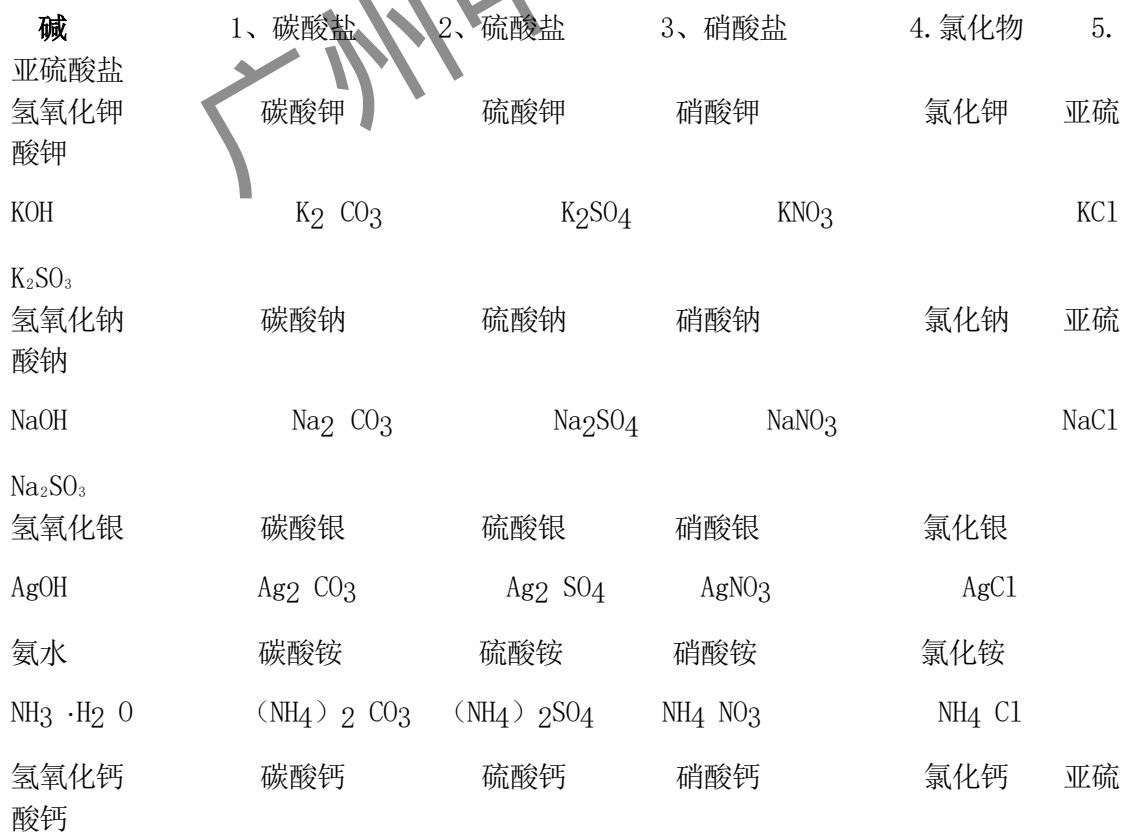 碱 1、碳酸盐 2、硫酸盐 3、硝酸盐 4.氯化物 5.
亚硫酸盐
氢氧化钾 碳酸钾 硫酸钾 硝酸钾 氯化钾 亚硫
酸钾
KOH K₂ CO₃ K₂SO₄ KNO₃ KCl
K₂SO₃
氢氧化钠 碳酸钠 硫酸钠 硝酸钠 氯化钠 亚硫
酸钠
NaOH Na₂ CO₃ Na₂SO₄ NaNO₃ NaCl
Na₂SO₃
氢氧化银 碳酸银 硫酸银 硝酸银 氯化银
AgOH Ag₂ CO₃ Ag₂ SO₄ AgNO₃ AgCl
氨水 碳酸铵 硫酸铵 硝酸铵 氯化铵
NH₃ ·H₂ O （NH₄）₂ CO₃ （NH₄）₂SO₄ NH₄ NO₃ NH₄ Cl
氢氧化钙 碳酸钙 硫酸钙 硝酸钙 氯化钙 亚硫
酸钙
广州